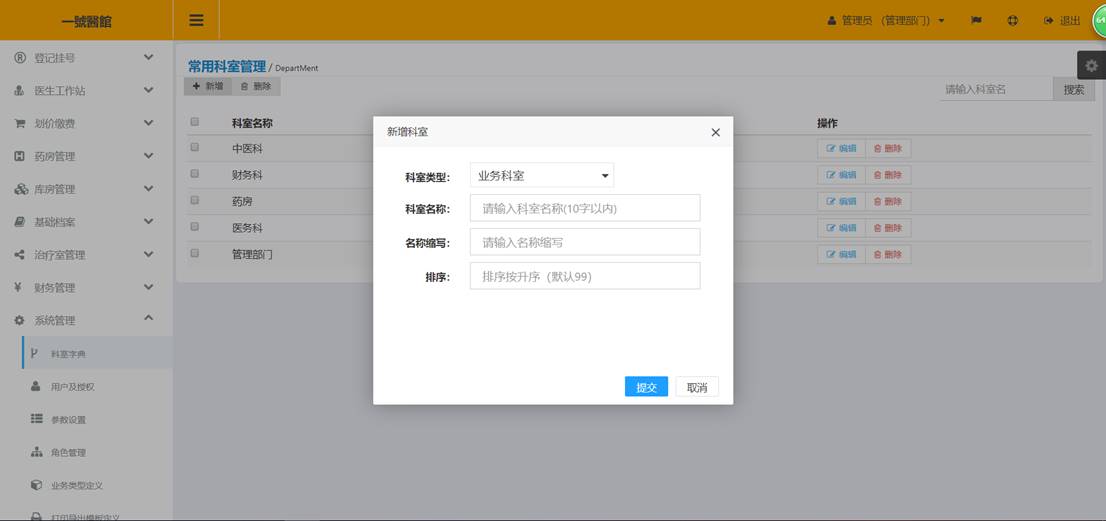 一號醫館
管理员 （管理部门）
退出
64
登记挂号
医生工作站
划价缴费
药房管理
库房管理
基础档案
治疗室管理
财务管理
系统管理
科室字典
用户及授权
参数设置
角色管理
业务类型定义
打印导出模板定义
常用科室管理 / DepartMent
新增 删除
请输入科室名 搜索
科室名称 操作
中医科 编辑 删除
财务科 编辑 删除
药房 编辑 删除
医务科 编辑 删除
管理部门 编辑 删除
新增科室
科室类型： 业务科室
科室名称： 请输入科室名称(10字以内)
名称缩写： 请输入名称缩写
排序： 排序按升序（默认99）
提交 取消